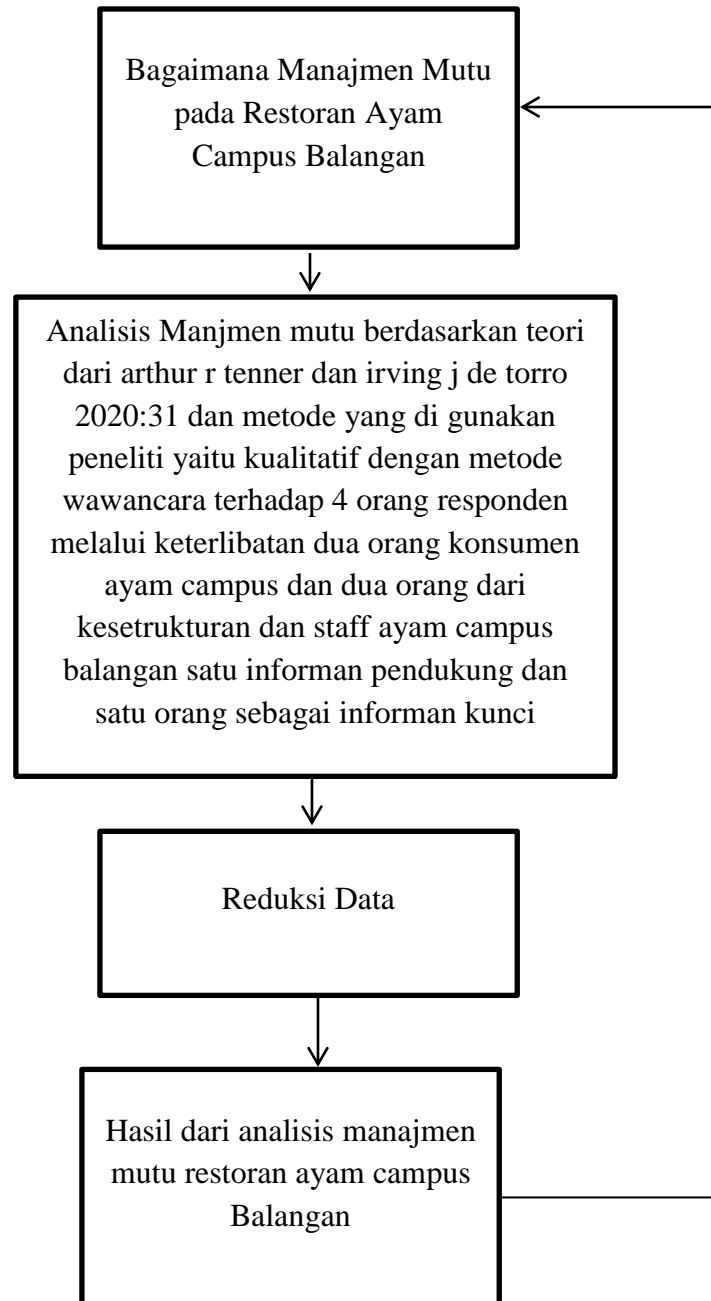 Bagaimana Manajmen Mutu
pada Restoran Ayam
Campus Balangan
Analisis Manjmen mutu berdasarkan teori
dari arthur r tenner dan irving j de torro
2020:31 dan metode yang di gunakan
peneliti yaitu kualitatif dengan metode
wawancara terhadap 4 orang responden
melalui keterlibatan dua orang konsumen
ayam campus dan dua orang dari
kesetrukturan dan staff ayam campus
balangan satu informan pendukung dan
satu orang sebagai informan kunci
Reduksi Data
Hasil dari analisis manajmen
mutu restoran ayam campus
Balangan